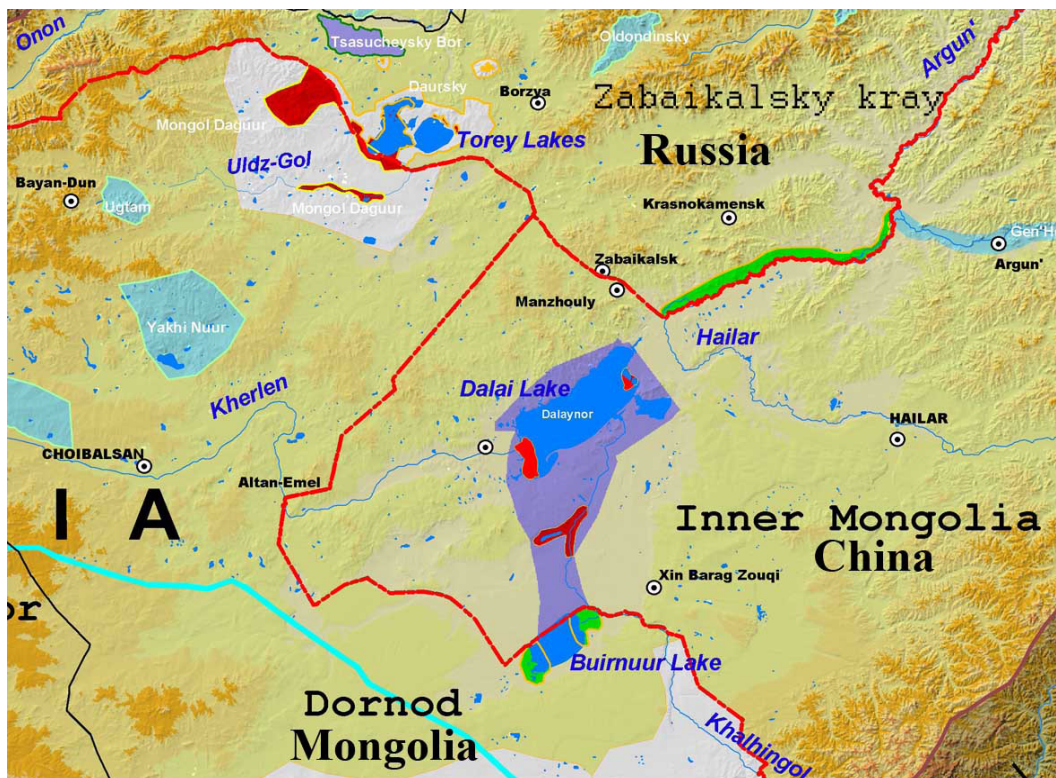 Onon
Tsasucheysky Bor
Oldondinsky
Argun'
Daursky
Borzya
Zabaikalsky kray
Mongol Daguur
Torey Lakes
Russia
Uldz-Gol
Bayan-Dun
Ugtam
Mongol Daguur
Krasnokamensk
Gen'H
Argun'
Zabaikalsk
Manzhouly
Yakhi Nuur
Hailar
Kherlen
Dalai Lake
Dalaynor
HAILAR
CHOIBALSAN
Altan-Emel
I A
Inner Mongolia
China
Xin Barag Zouqi
or
Buirnuur Lake
Dornod
Mongolia
Khalhingol